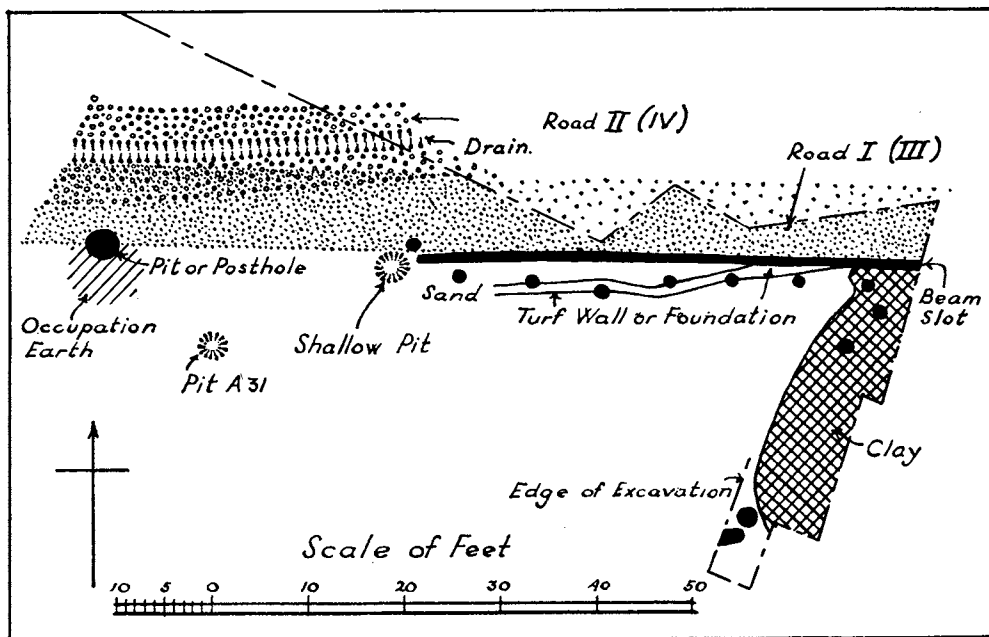 Road II (IV)
Drain.
Road I (III)
Pit or Posthole
Sand
Turf Wall or Foundation
Beam
Slot
Occupation
Earth
Shallow Pit
Pit A 31
Clay
Edge of Excavation
Scale of Feet
10 5 0 10 20 30 40 50